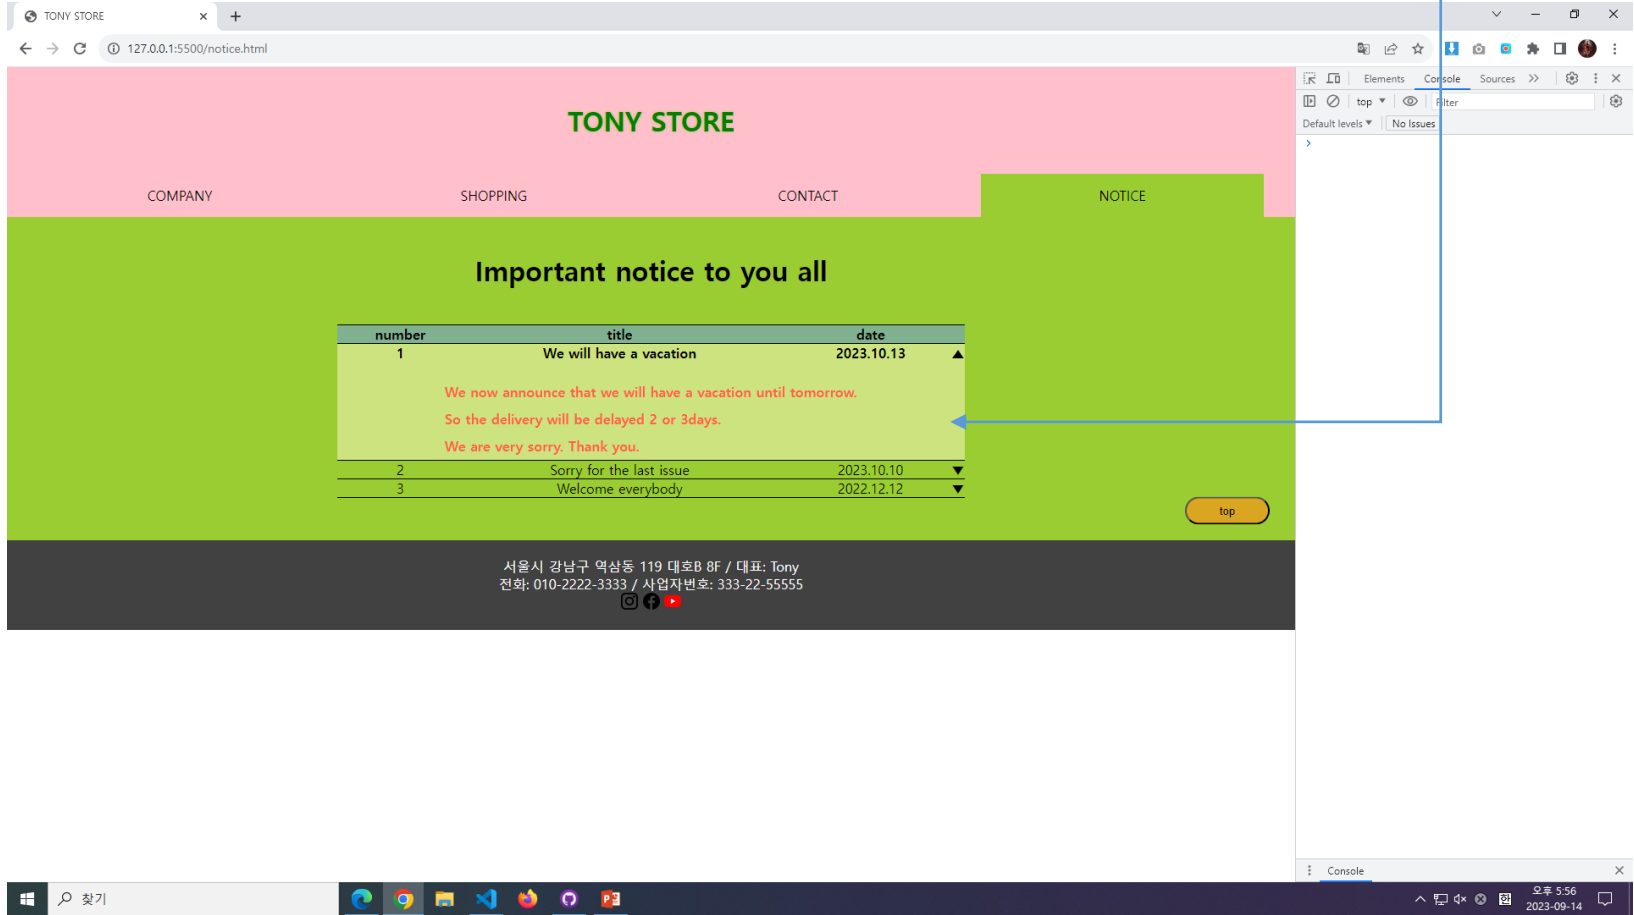 TONY STORE
127.0.0.1:5500/notice.html
Elements Console Sources
top Filter
Default levels No Issues
TONY STORE
COMPANY SHOPPING CONTACT NOTICE
Important notice to you all
number title date
1 We will have a vacation 2023.10.13 ▲
We now announce that we will have a vacation until tomorrow.
So the delivery will be delayed 2 or 3days.
We are very sorry. Thank you.
2 Sorry for the last issue 2023.10.10 ▼
3 Welcome everybody 2022.12.12 ▼
top
서울시 강남구 역삼동 119 대호B 8F / 대표: Tony
전화: 010-2222-3333 / 사업자번호: 333-22-55555
Console
찾기
오후 5:56
2023-09-14